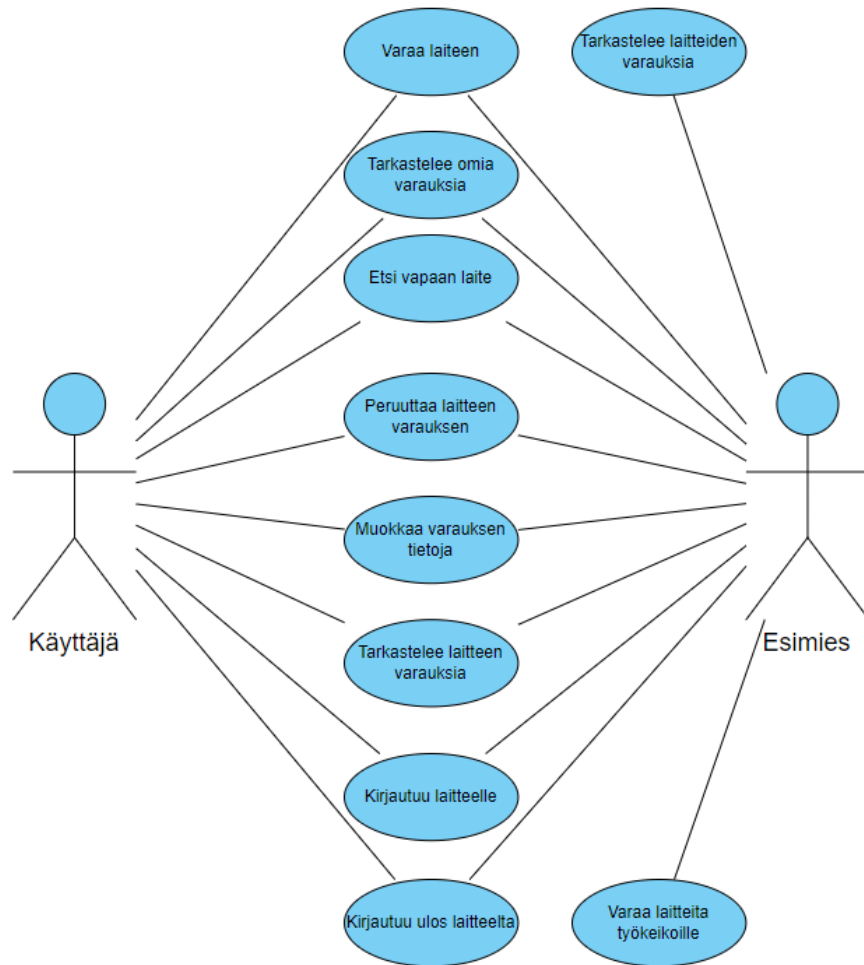 Varaa laiteen
Tarkastelee laitteiden
varauksia
Tarkastelee omia
varauksia
Etsi vapaan laite
Peruuttaa laitteen
varauksen
Muokkaa varauksen
tietoja
Käyttäjä
Esimies
Tarkastelee laitteen
varauksia
Kirjautuu laitteelle
Kirjautuu ulos laitteelta
Varaa laitteita
työkeikoille